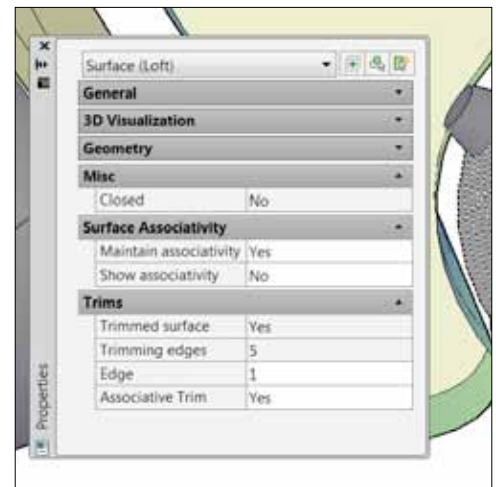 Surface (Loft)
General
3D Visualization
Geometry
Misc
Closed No
Surface Associativity
Maintain associativity Yes
Show associativity No
Trims
Trimmed surface Yes
Trimming edges 5
Edge 1
Associative Trim Yes
Properties